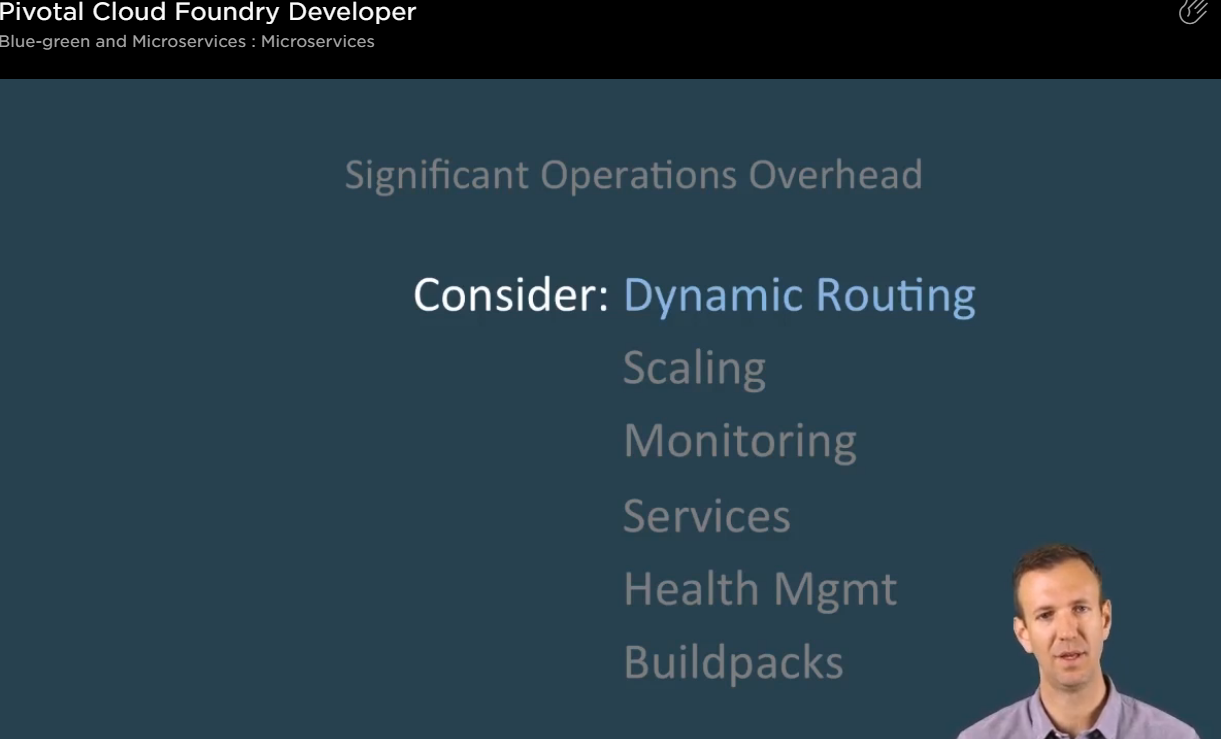 Pivotal Cloud Foundry Developer
Blue-green and Microservices : Microservices
Significant Operations Overhead
Consider: Dynamic Routing
Scaling
Monitoring
Services
Health Mgmt
Buildpacks